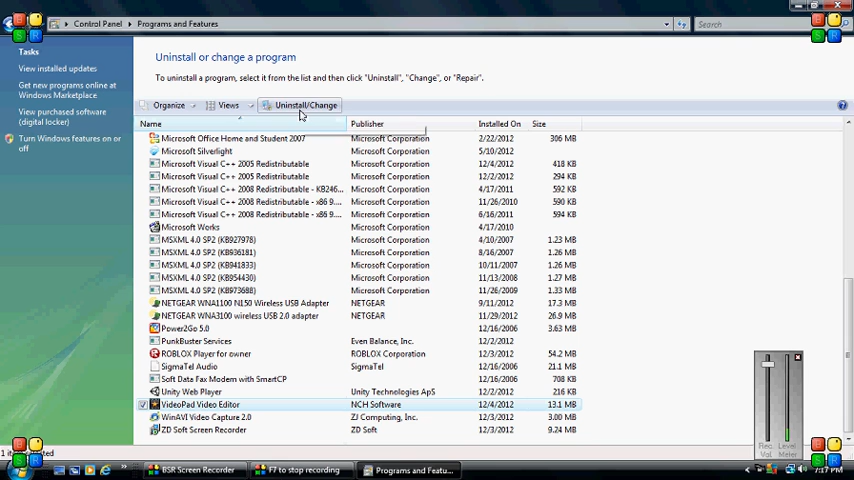 Control Panel ▸ Programs and Features
Search
Tasks
View installed updates
Get new programs online at
Windows Marketplace
View purchased software
(digital locker)
Turn Windows features on or
off
Uninstall or change a program
To uninstall a program, select it from the list and then click "Uninstall", "Change", or "Repair".
Organize Views Uninstall/Change
Name Publisher Installed On Size
Microsoft Office Home and Student 2007 Microsoft Corporation 2/22/2012 306 MB
Microsoft Silverlight Microsoft Corporation 5/10/2012
Microsoft Visual C++ 2005 Redistributable Microsoft Corporation 12/4/2012 418 KB
Microsoft Visual C++ 2005 Redistributable Microsoft Corporation 12/2/2012 294 KB
Microsoft Visual C++ 2008 Redistributable - KB246... Microsoft Corporation 4/17/2011 592 KB
Microsoft Visual C++ 2008 Redistributable - x86 9.... Microsoft Corporation 11/26/2010 590 KB
Microsoft Visual C++ 2008 Redistributable - x86 9.... Microsoft Corporation 6/16/2011 594 KB
Microsoft Works Microsoft Corporation 4/17/2010
MSXML 4.0 SP2 (KB927978) Microsoft Corporation 4/10/2007 1.23 MB
MSXML 4.0 SP2 (KB936181) Microsoft Corporation 8/16/2007 1.26 MB
MSXML 4.0 SP2 (KB941833) Microsoft Corporation 10/11/2007 1.26 MB
MSXML 4.0 SP2 (KB954430) Microsoft Corporation 11/13/2008 1.27 MB
MSXML 4.0 SP2 (KB973688) Microsoft Corporation 11/26/2009 1.33 MB
NETGEAR WNA1100 N150 Wireless USB Adapter NETGEAR 9/11/2012 17.3 MB
NETGEAR WNA3100 wireless USB 2.0 adapter NETGEAR 11/29/2012 26.9 MB
Power2Go 5.0 12/16/2006 3.63 MB
PunkBuster Services Even Balance, Inc. 12/3/2012
ROBLOX Player for owner ROBLOX Corporation 12/3/2012 54.2 MB
SigmaTel Audio SigmaTel 12/16/2006 21.1 MB
Soft Data Fax Modem with SmartCP 12/16/2006 708 KB
Unity Web Player Unity Technologies ApS 12/2/2012 216 KB
VideoPad Video Editor NCH Software 12/4/2012 13.1 MB
WinAVI Video Capture 2.0 ZJ Computing, Inc. 12/3/2012 3.00 MB
ZD Soft Screen Recorder ZD Soft 12/3/2012 9.24 MB
Rec Level
Vol Meter
BSR Screen Recorder F7 to stop recording Programs and Featu... 7:17 PM